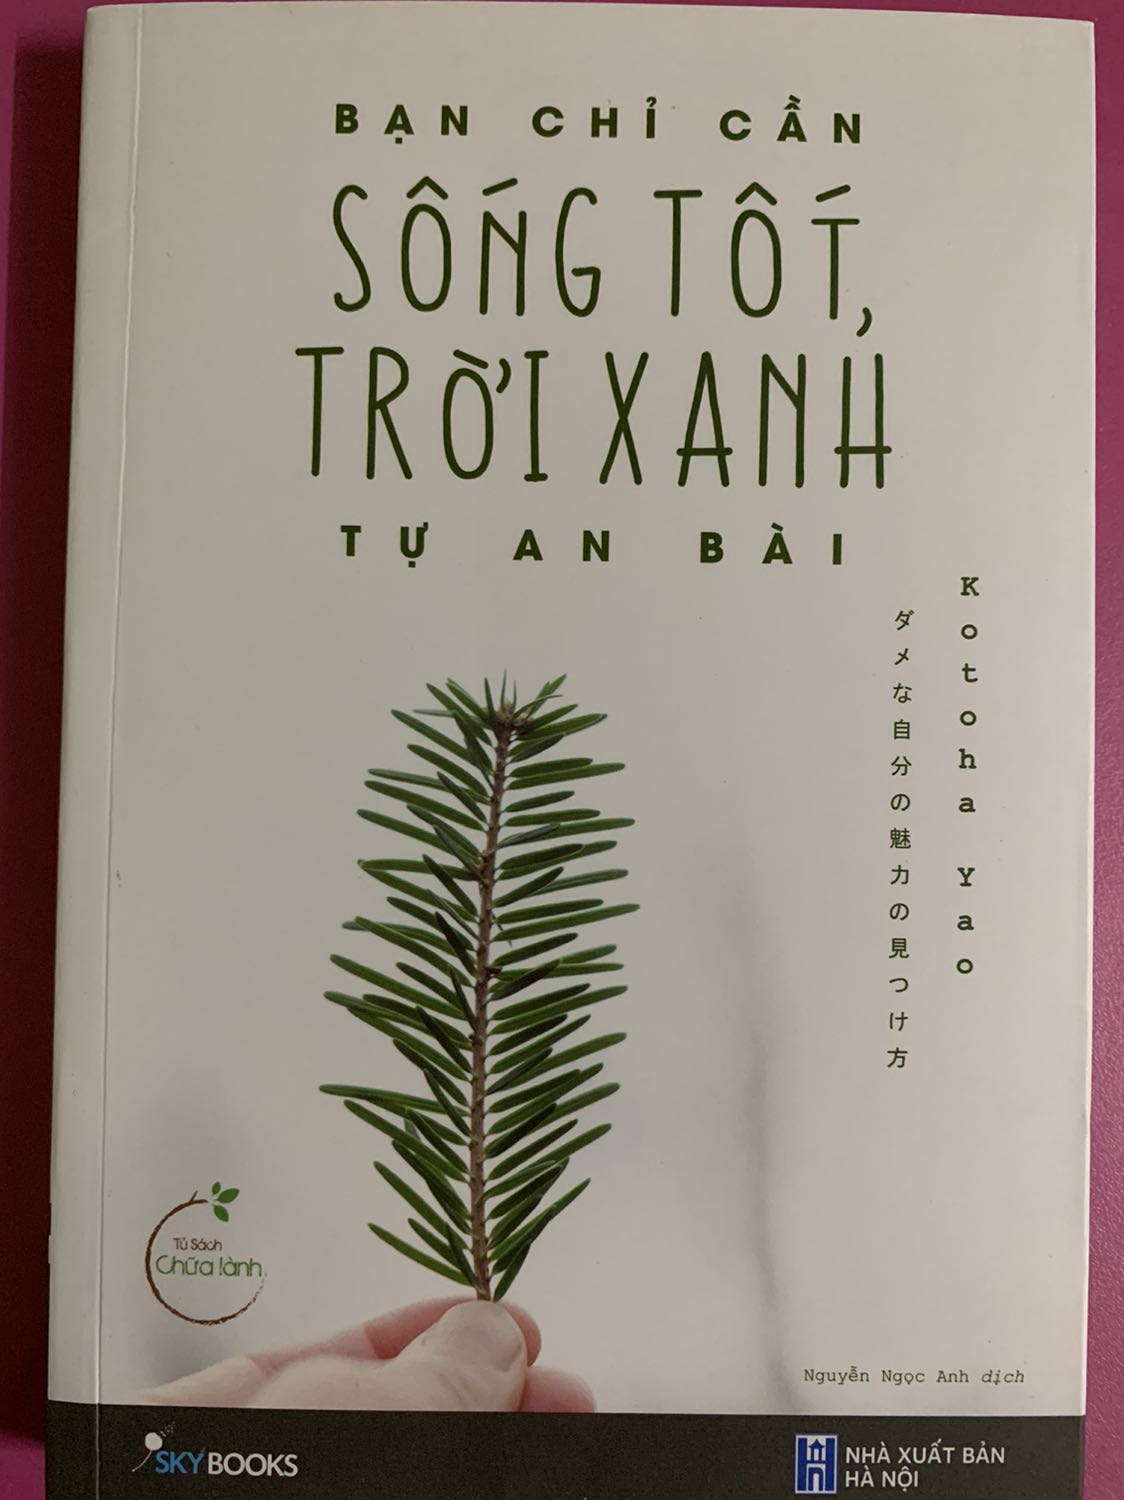 BẠN CHỈ CẦN
SỐNG TỐT,
TRỜI XANH
TỰ AN BÀI
Kotoha Yao
ダメな自分の魅力の見つけ方
Tủ Sách
Chữa lành
Nguyễn Ngọc Anh dịch
SKYBOOKS
NHÀ XUẤT BẢN
HÀ NỘI